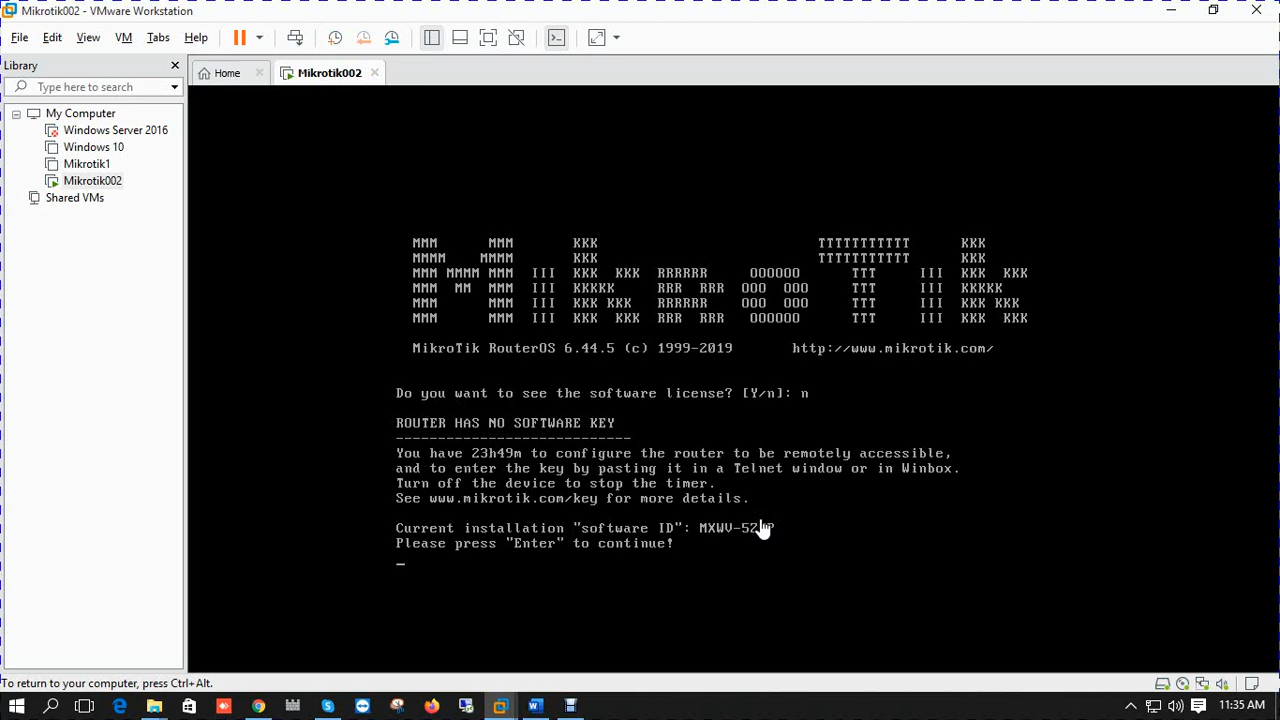 Mikrotik002 - VMware Workstation
File Edit View VM Tabs Help
Library
Type here to search
Home
Mikrotik002
My Computer
Windows Server 2016
Windows 10
Mikrotik1
Mikrotik002
Shared VMs
MikroTik
MikroTik RouterOS 6.44.5 (c) 1999-2019 http://www.mikrotik.com/
Do you want to see the software license? [Y/n]: n
ROUTER HAS NO SOFTWARE KEY
----------------------------
You have 23h49m to configure the router to be remotely accessible,
and to enter the key by pasting it in a Telnet window or in Winbox.
Turn off the device to stop the timer.
See www.mikrotik.com/key for more details.
Current installation "software ID":
Please press "Enter" to continue!
To return to your computer, press Ctrl+Alt.
11:35 AM